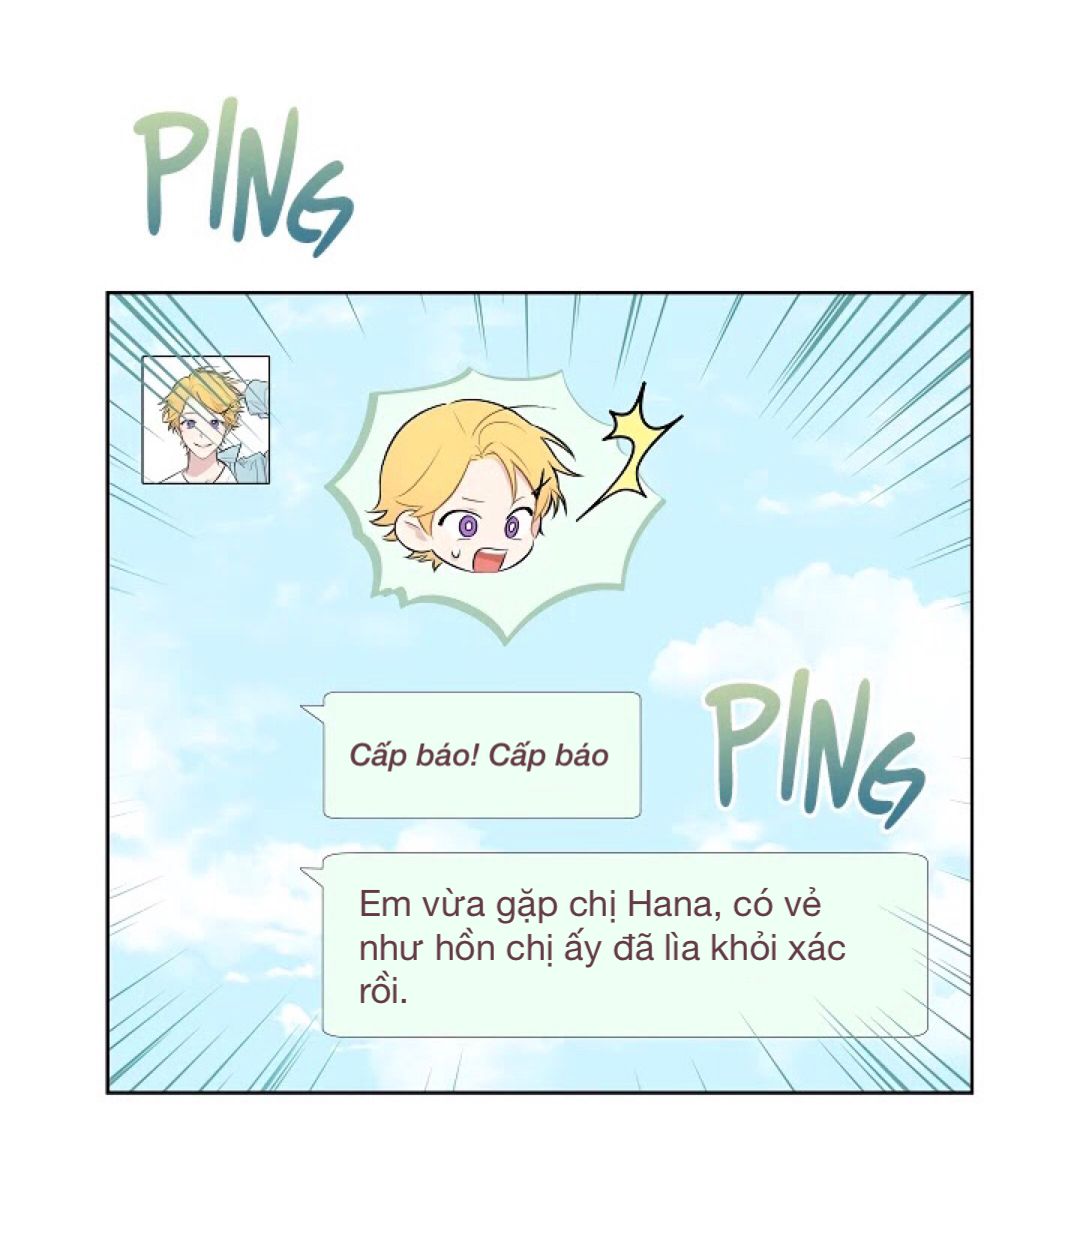 PING
Cấp báo! Cấp báo
PING
Em vừa gặp chị Hana, có vẻ
như hồn chị ấy đã lìa khỏi xác
rồi.